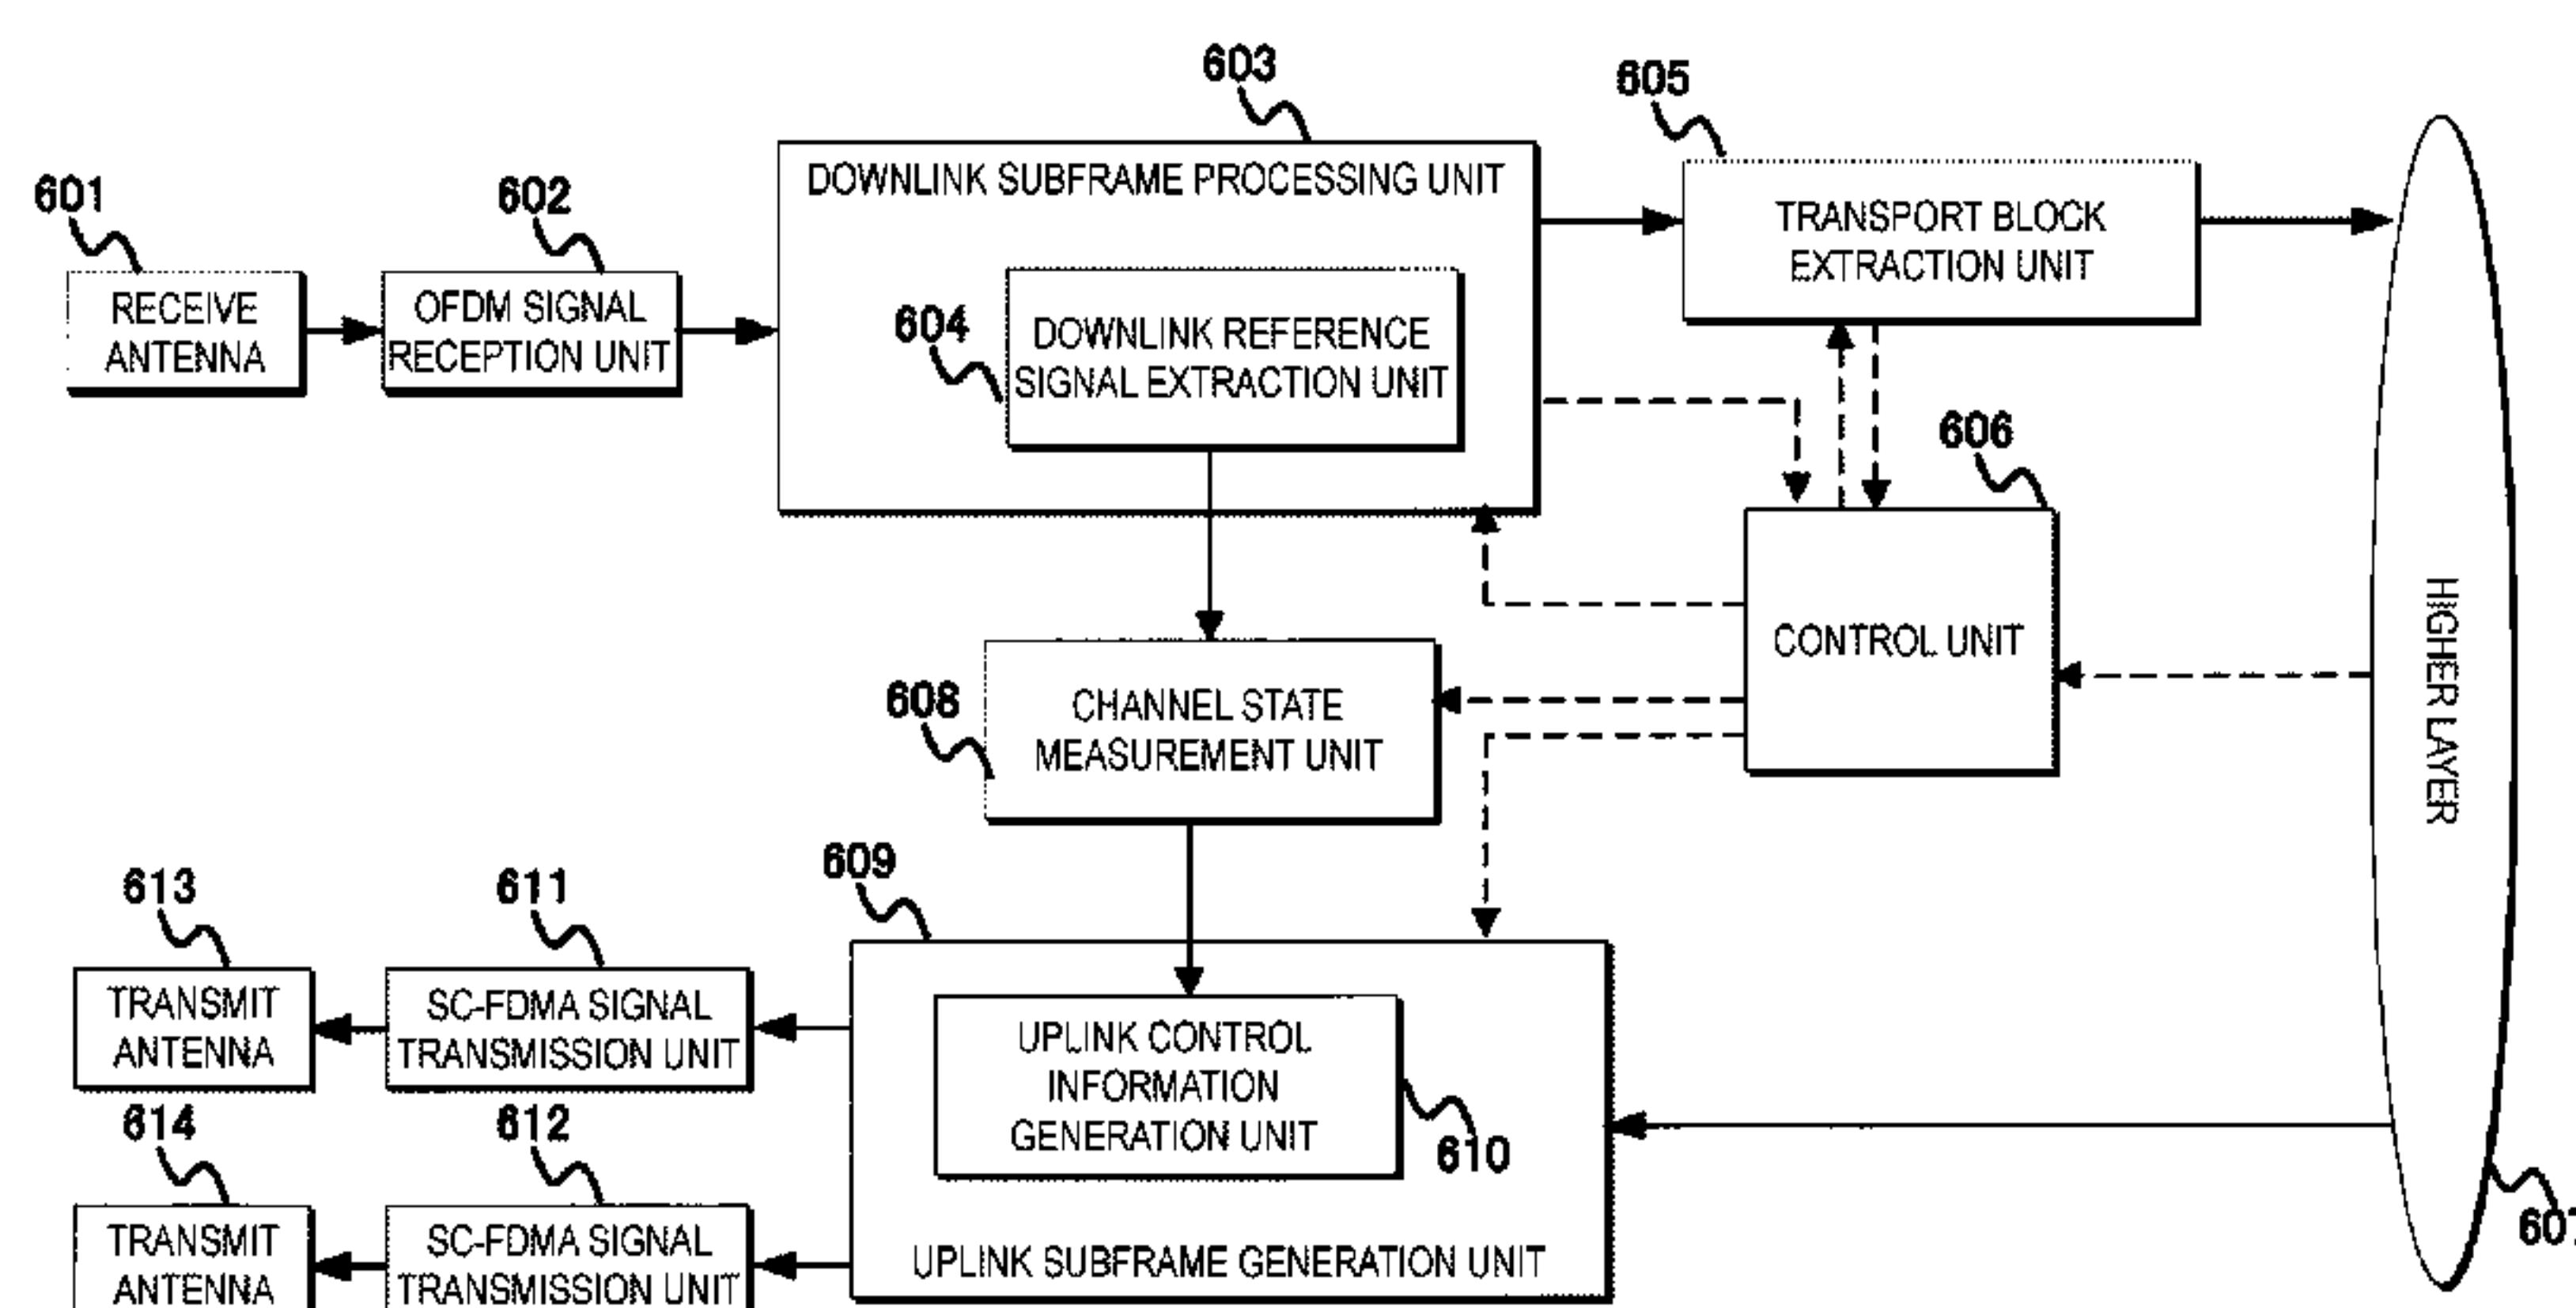 603
605
601
602
DOWNLINK SUBFRAME PROCESSING UNIT
TRANSPORT BLOCK
EXTRACTION UNIT
RECEIVE
ANTENNA
OFDM SIGNAL
RECEPTION UNIT
604
DOWNLINK REFERENCE
SIGNAL EXTRACTION UNIT
606
CONTROL UNIT
HIGHER LAYER
608
CHANNEL STATE
MEASUREMENT UNIT
609
613
611
TRANSMIT
ANTENNA
SC-FDMA SIGNAL
TRANSMISSION UNIT
UPLINK CONTROL
INFORMATION
GENERATION UNIT
610
614
612
TRANSMIT
ANTENNA
SC-FDMA SIGNAL
TRANSMISSION UNIT
UPLINK SUBFRAME GENERATION UNIT
607